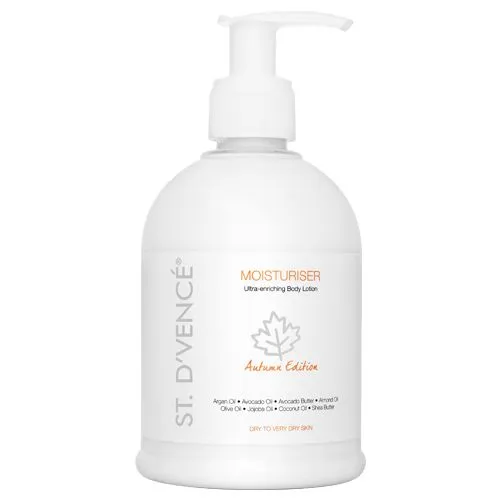 ST. D'VENCÉ®
MOISTURISER
Ultra-enriching Body Lotion
Autumn Edition
Argan Oil • Avocado Oil • Avocado Butter • Almond Oil
Olive Oil • Jojoba Oil • Coconut Oil • Shea Butter
DRY TO VERY DRY SKIN